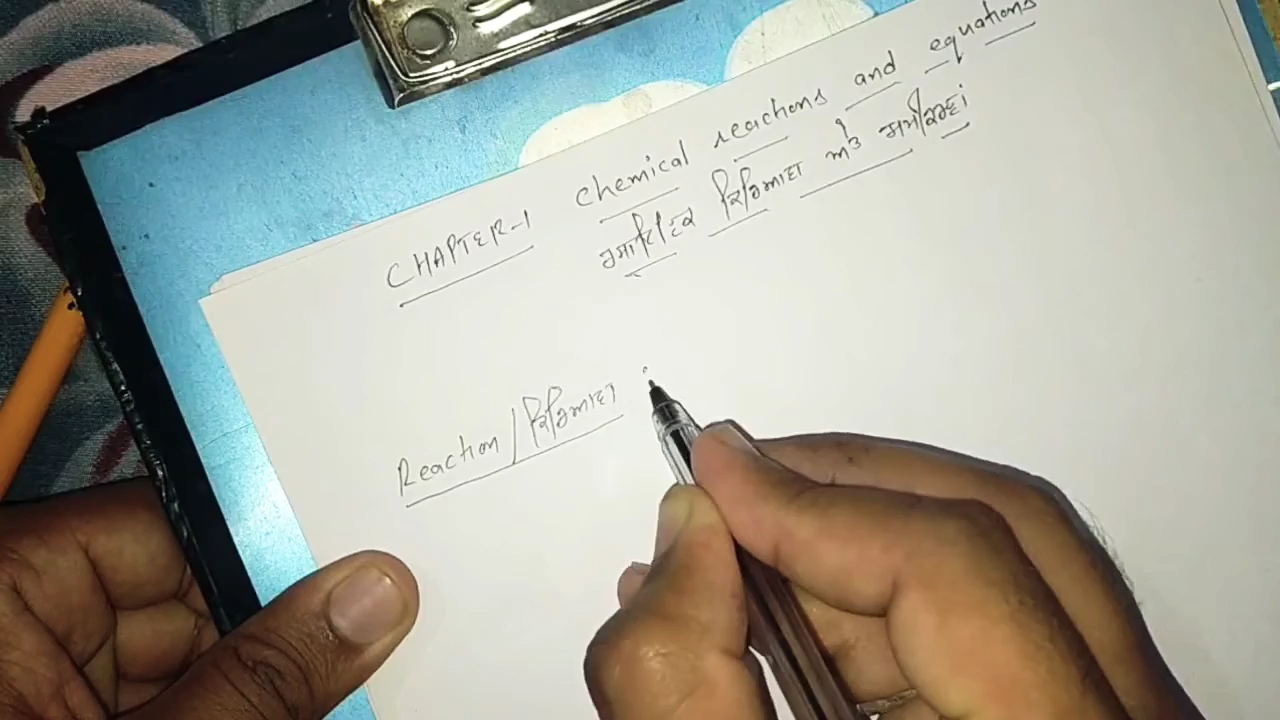 CHAPTER-1 Chemical reactions and equations
ਰਸਾਇਣਿਕ ਕਿਰਿਆਵਾਂ ਅਤੇ ਸਮੀਕਰਣਾਂ
Reaction/ਕਿਰਿਆਵਾਂ